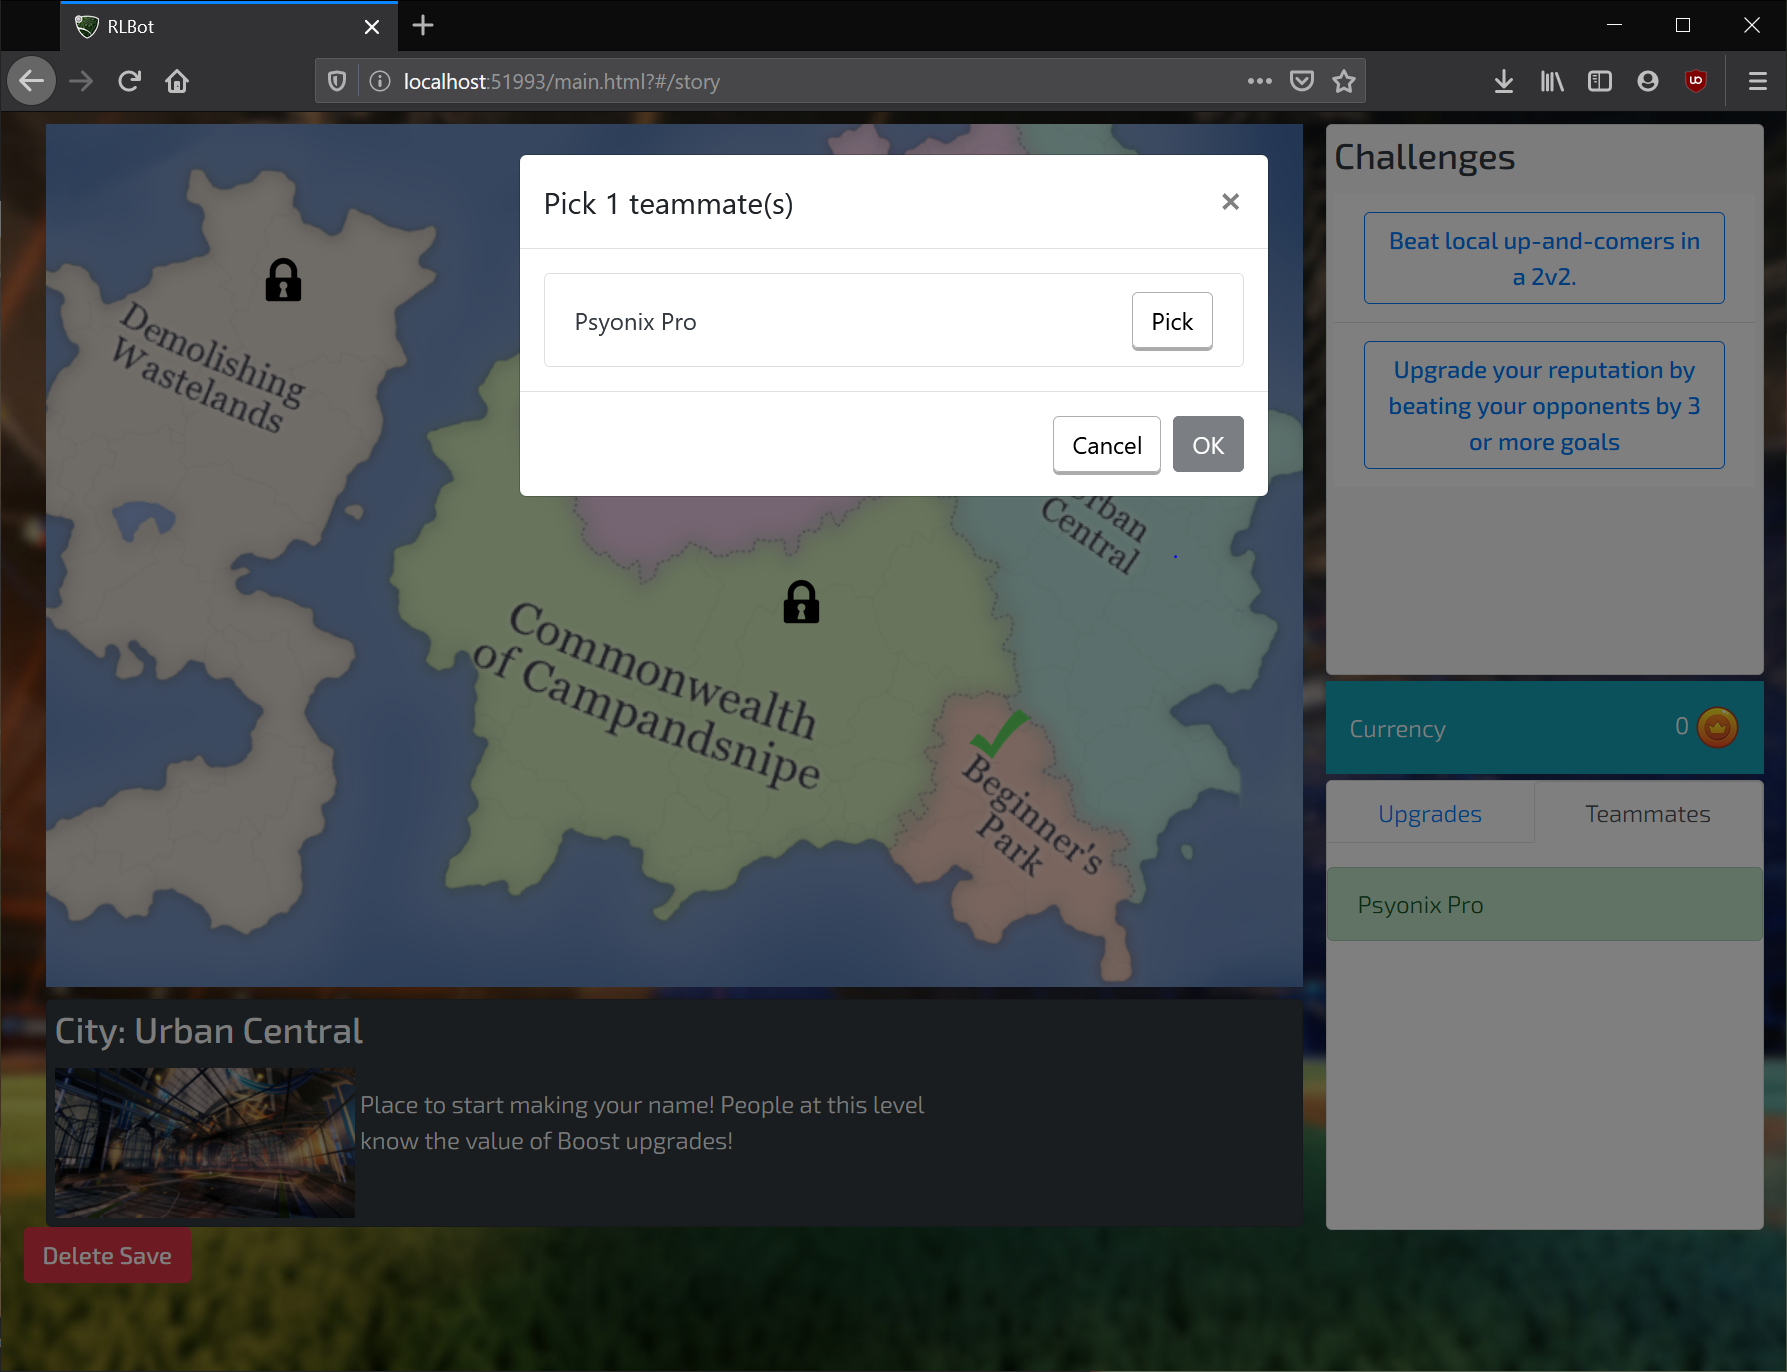 RLBot
localhost:51993/main.html?#/story
Pick 1 teammate(s)
Psyonix Pro
Pick
Cancel
OK
Demolishing
Wastelands
Urban
Central
Commonwealth
of Campandsnipe
Beginner's
Park
City: Urban Central
Place to start making your name! People at this level
know the value of Boost upgrades!
Delete Save
Challenges
Beat local up-and-comers in
a 2v2.
Upgrade your reputation by
beating your opponents by 3
or more goals
Currency
0
Upgrades
Teammates
Psyonix Pro